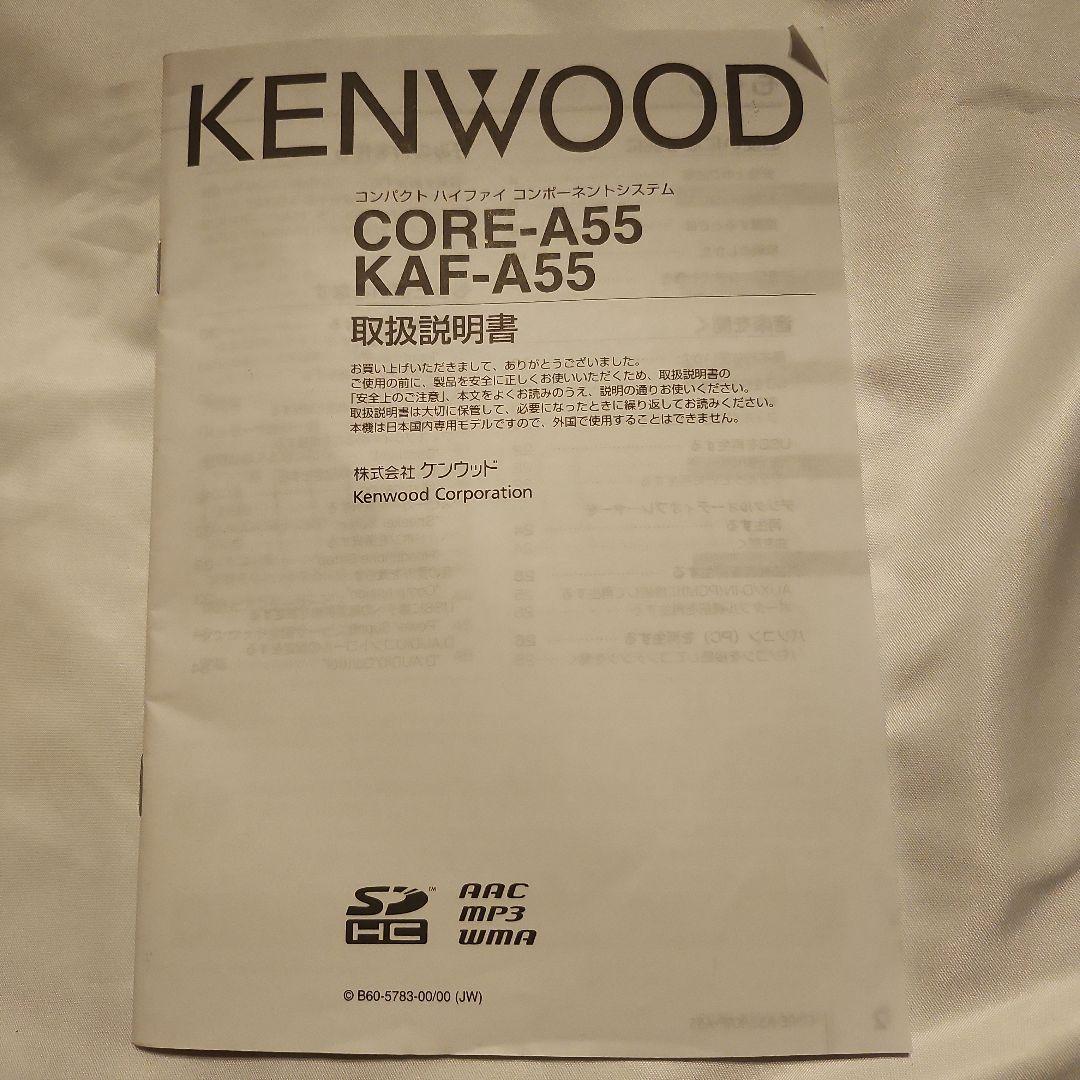 KENWOOD
コンパクト ハイファイ コンポーネントシステム
CORE-A55
KAF-A55
取扱説明書
お買い上げいただきまして、ありがとうございました。
ご使用の前に、製品を安全に正しくお使いいただくため、取扱説明書の
「安全上のご注意」、本文をよくお読みのうえ、説明の通りお使いください。
取扱説明書は大切に保管して、必要になったときに繰り返してお読みください。
本機は日本国内専用モデルですので、外国で使用することはできません。
株式会社 ケンウッド
Kenwood Corporation
SD™
HC
AAC
MP3
WMA
© B60-5783-00/00 (JW)